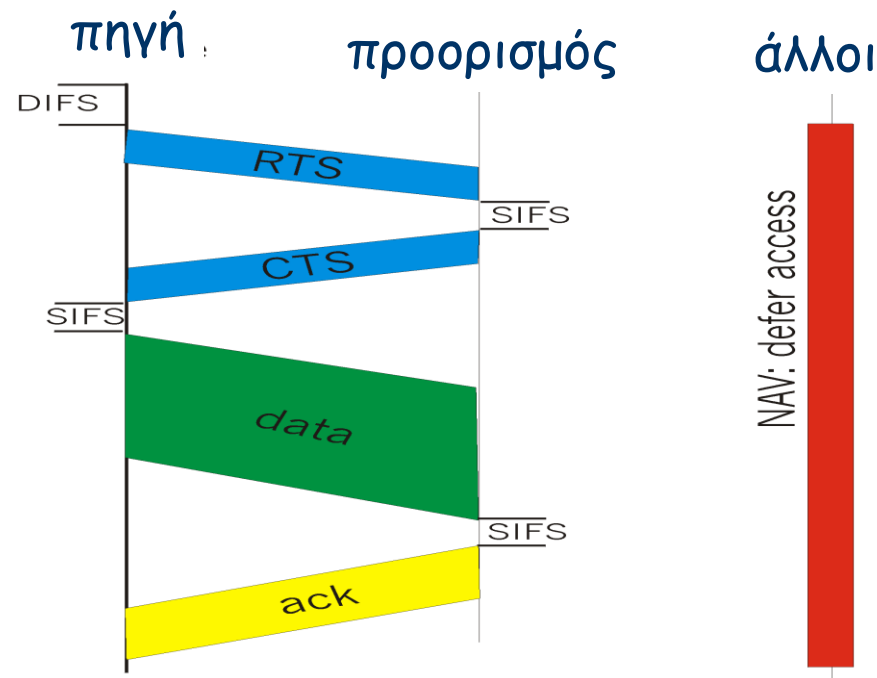 πηγή
προορισμός
άλλοι
DIFS
RTS
SIFS
CTS
SIFS
data
SIFS
ack
NAV: defer access